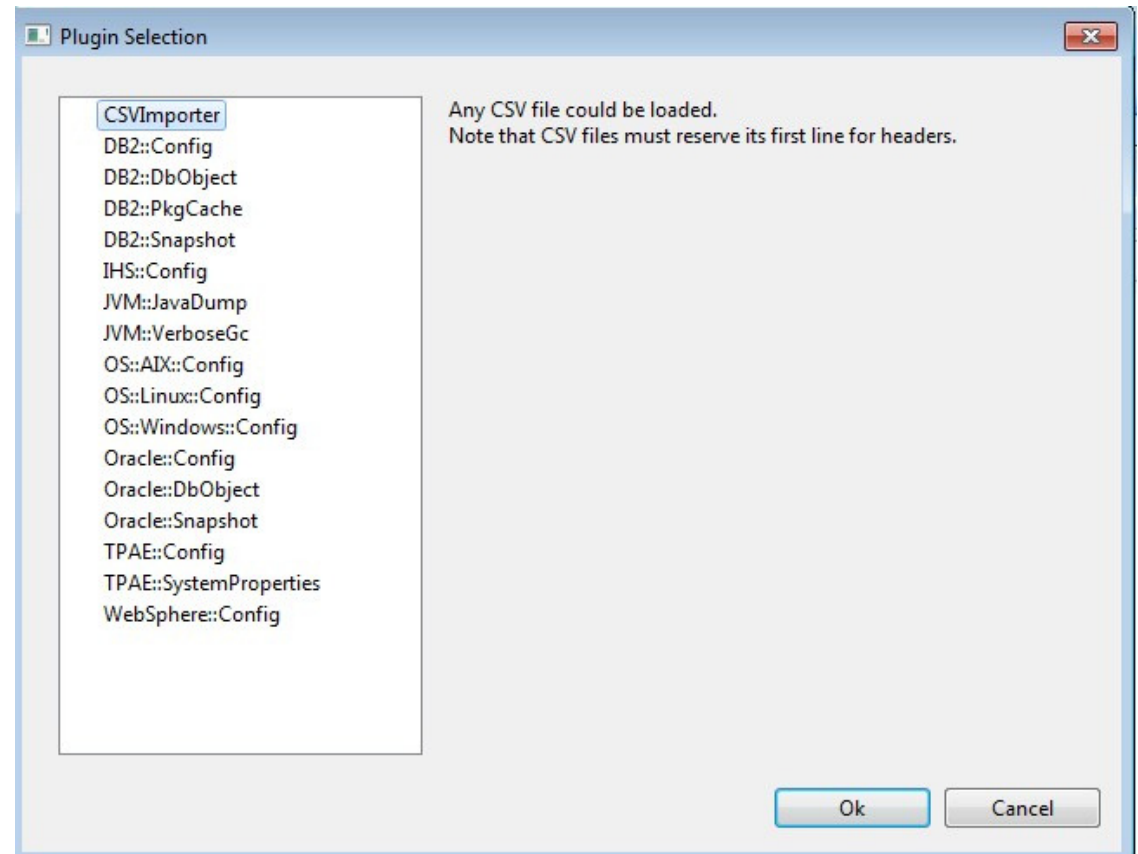 Plugin Selection
CSVImporter
DB2::Config
DB2::DbObject
DB2::PkgCache
DB2::Snapshot
IHS::Config
JVM::JavaDump
JVM::VerboseGc
OS::AIX::Config
OS::Linux::Config
OS::Windows::Config
Oracle::Config
Oracle::DbObject
Oracle::Snapshot
TPAE::Config
TPAE::SystemProperties
WebSphere::Config
Any CSV file could be loaded.
Note that CSV files must reserve its first line for headers.
Ok
Cancel